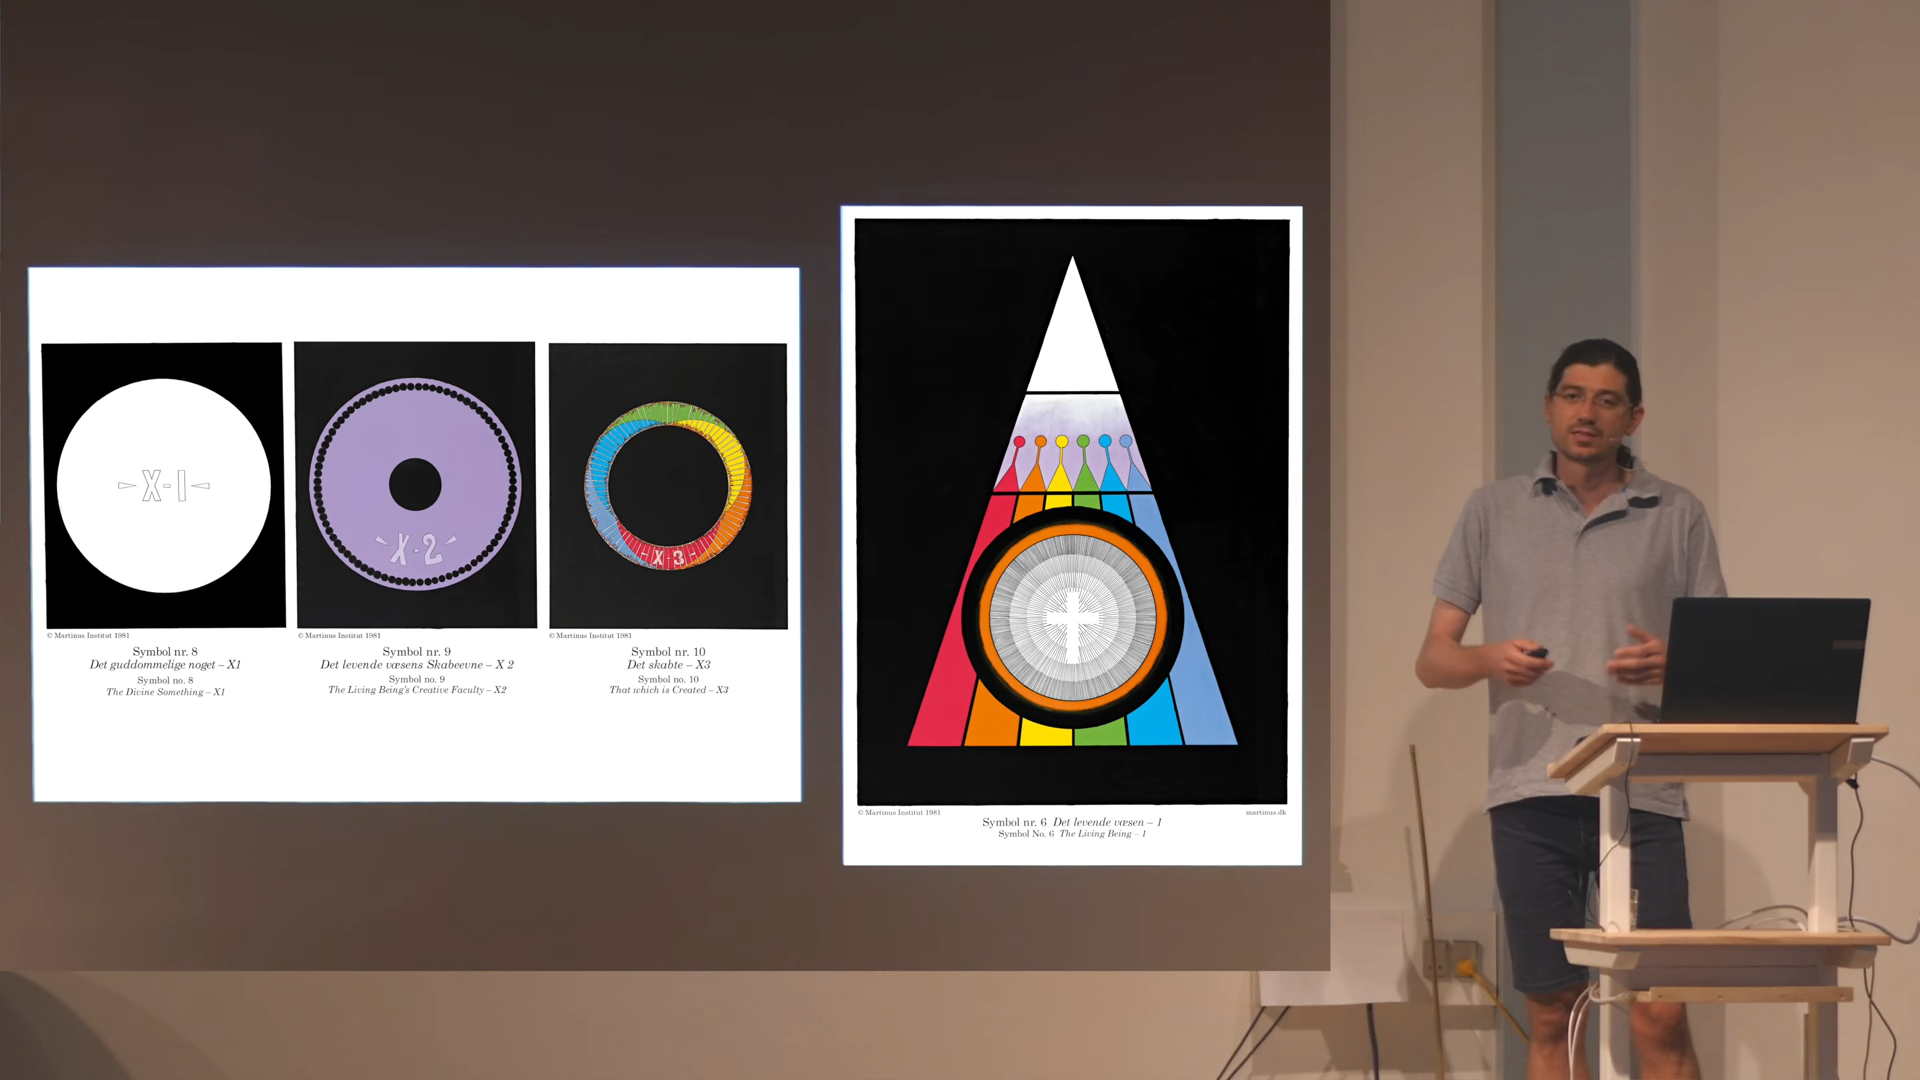 X-1
© Martinus Institut 1981
Symbol nr. 8
Det guddommelige noget – X1
Symbol no. 8
The Divine Something – X1
X-2
© Martinus Institut 1981
Symbol nr. 9
Det levende væsens Skabeevne – X 2
Symbol no. 9
The Living Being's Creative Faculty – X2
X-3
© Martinus Institut 1981
Symbol nr. 10
Det skabte – X3
Symbol no. 10
That which is Created – X3
© Martinus Institut 1981
martinus.dk
Symbol nr. 6 Det levende væsen – 1
Symbol No. 6 The Living Being – 1